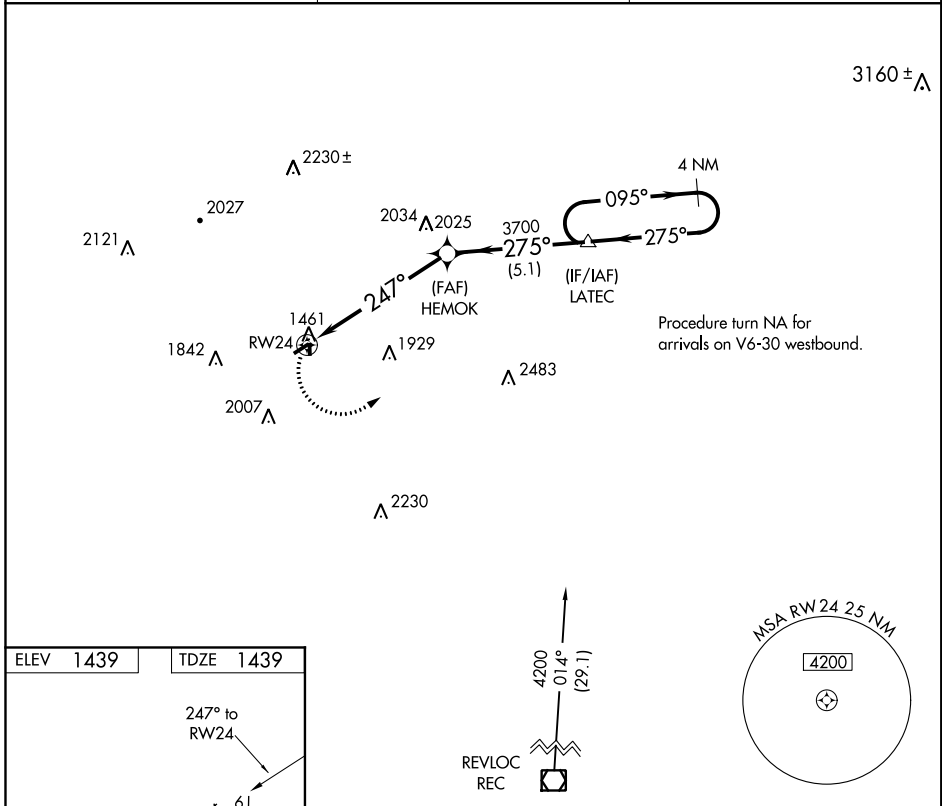 3160 ±
2230 ±
4 NM
2027
095°
2034
2025
3700
2121
275°
275°
(5.1)
(IF/IAF)
LATEC
247°
(FAF)
HEMOK
1461
Procedure turn NA for
arrivals on V6-30 westbound.
RW24
1929
1842
2483
2007
2230
MSA RW24 25 NM
4200
ELEV 1439
TDZE 1439
4200
014°
(29.1)
247° to
RW24
REVLOC
REC
61